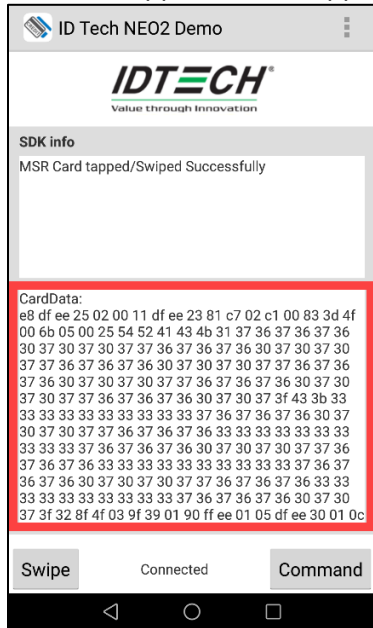 ID Tech NEO2 Demo
IDTECH®
Value through Innovation
SDK info
MSR Card tapped/Swiped Successfully
CardData:
e8 df ee 25 02 00 11 df ee 23 81 c7 02 c1 00 83 3d 4f
00 6b 05 00 25 54 52 41 43 4b 31 37 36 37 36 37 36
30 37 30 37 30 37 37 36 37 36 37 36 30 37 30 37 30
37 37 36 37 36 37 36 30 37 30 37 30 37 37 36 37 36
37 36 30 37 30 37 30 37 37 36 37 36 37 36 30 37 30
37 30 37 37 36 37 36 37 36 30 37 30 37 3f 43 3b 33
33 33 33 33 33 33 33 33 33 37 36 37 36 37 36 30 37
30 37 30 37 37 36 37 36 37 36 33 33 33 33 33 33 33
33 33 33 37 36 37 36 37 36 30 37 30 37 30 37 37 36
37 36 37 36 33 33 33 33 33 33 33 33 33 33 37 36 37
36 37 36 30 37 30 37 30 37 37 36 37 36 37 36 33 33
33 33 33 33 33 33 33 33 37 36 37 36 37 36 30 37 30
37 3f 32 8f 4f 03 9f 39 01 90 ff ee 01 05 df ee 30 01 0c
Swipe
Connected
Command